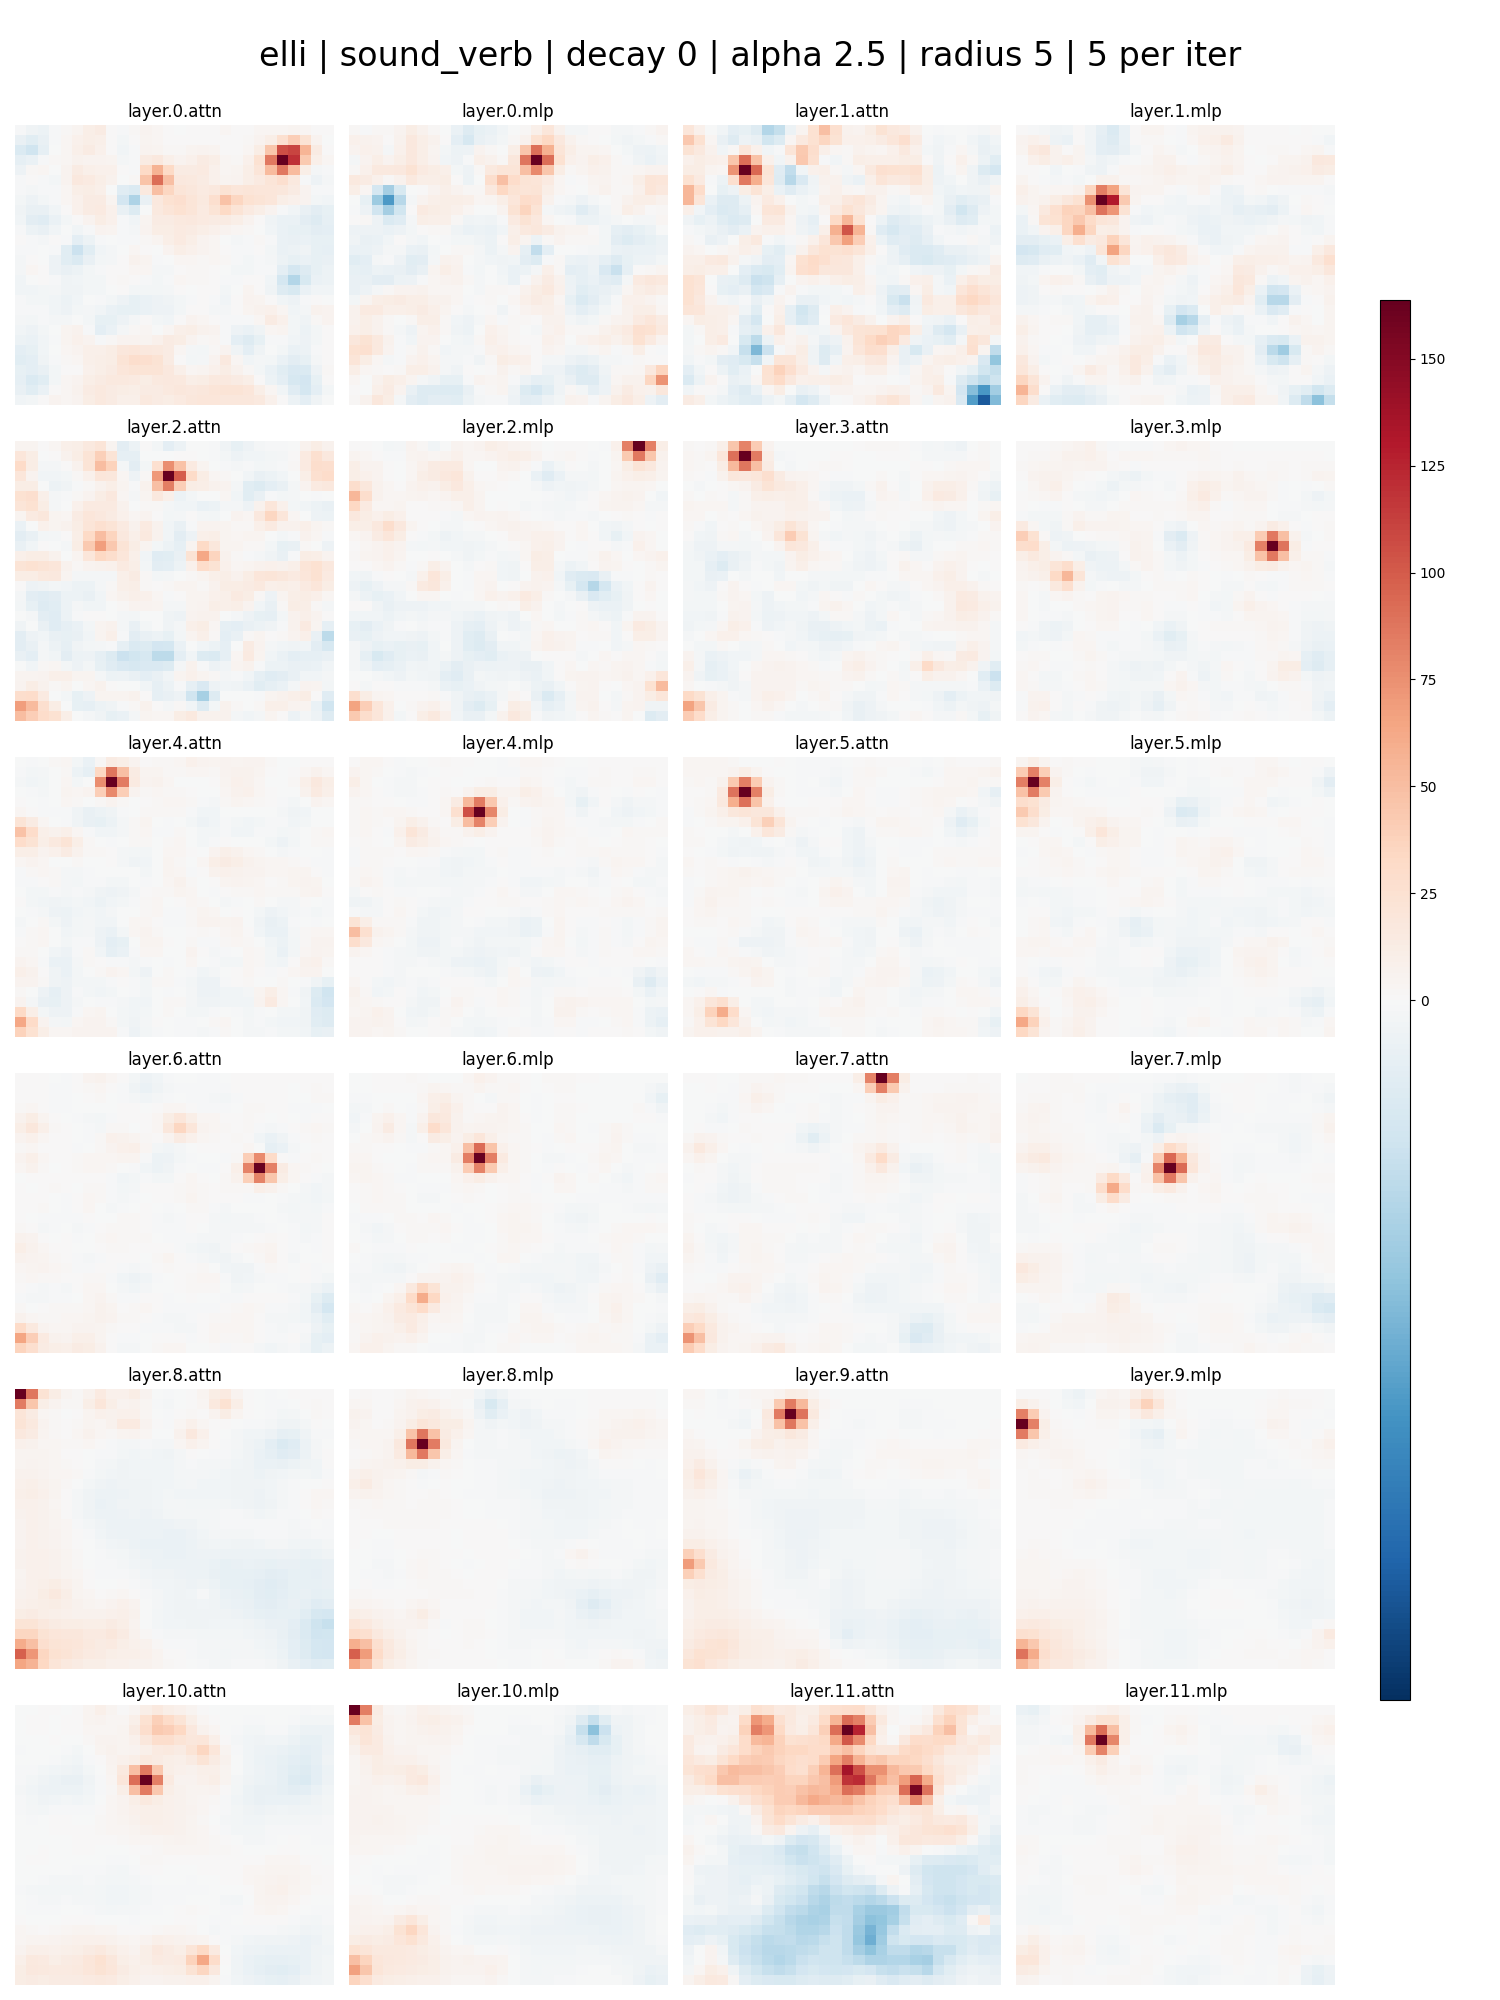 elli | sound_verb | decay 0 | alpha 2.5 | radius 5 | 5 per iter
layer.0.attn
layer.0.mlp
layer.1.attn
layer.1.mlp
layer.2.attn
layer.2.mlp
layer.3.attn
layer.3.mlp
layer.4.attn
layer.4.mlp
layer.5.attn
layer.5.mlp
layer.6.attn
layer.6.mlp
layer.7.attn
layer.7.mlp
layer.8.attn
layer.8.mlp
layer.9.attn
layer.9.mlp
layer.10.attn
layer.10.mlp
layer.11.attn
layer.11.mlp
150
125
100
75
50
25
0